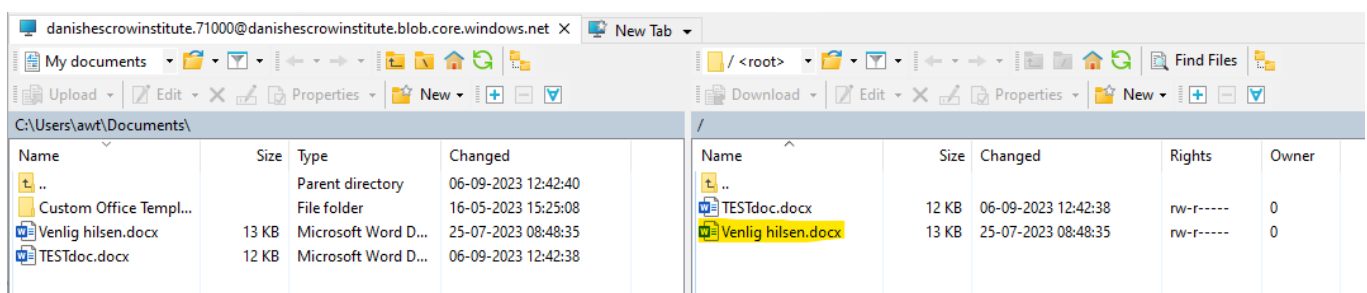 danishescrowinstitute.71000@danishescrowinstitute.blob.core.windows.net × New Tab
My documents / <root> Find Files
Upload Edit Properties New Download Edit Properties New
C:\Users\awt\Documents\ /
Name Size Type Changed Name Size Changed Rights Owner
.. Parent directory 06-09-2023 12:42:40 ..
Custom Office Templ... File folder 16-05-2023 15:25:08 TESTdoc.docx 12 KB 06-09-2023 12:42:38 rw-r----- 0
Venlig hilsen.docx 13 KB Microsoft Word D... 25-07-2023 08:48:35 Venlig hilsen.docx 13 KB 25-07-2023 08:48:35 rw-r----- 0
TESTdoc.docx 12 KB Microsoft Word D... 06-09-2023 12:42:38